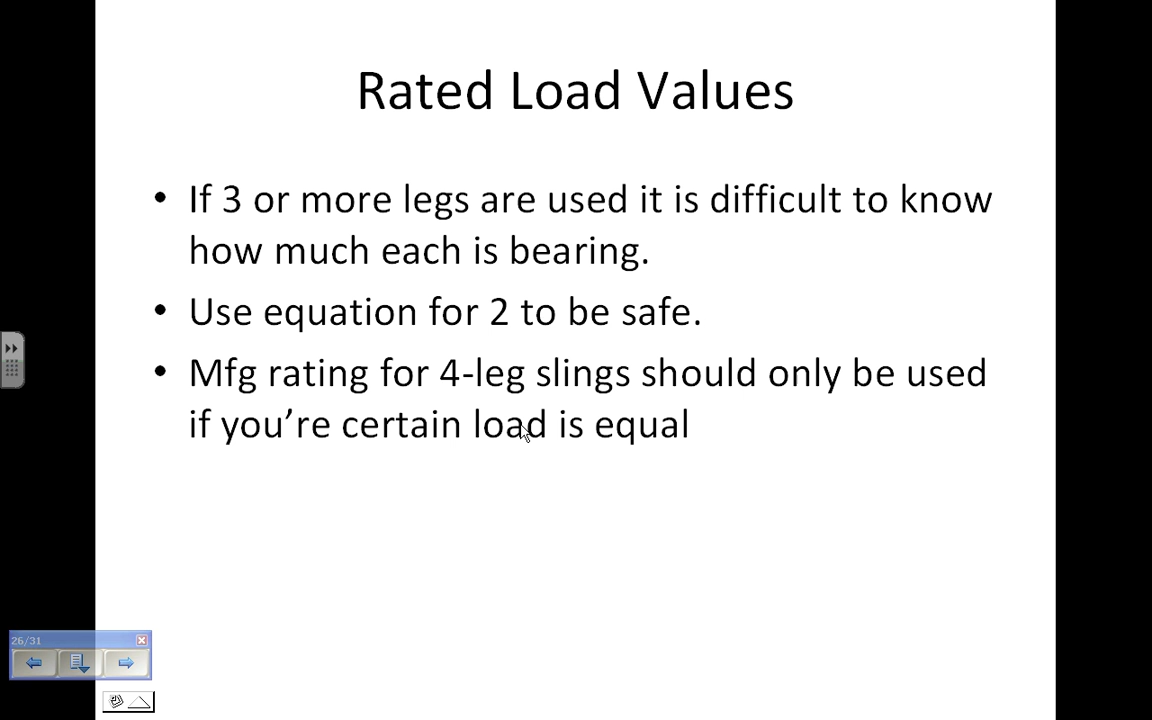 Rated Load Values
• If 3 or more legs are used it is difficult to know
how much each is bearing.
• Use equation for 2 to be safe.
• Mfg rating for 4-leg slings should only be used
if you’re certain load is equal
26/31